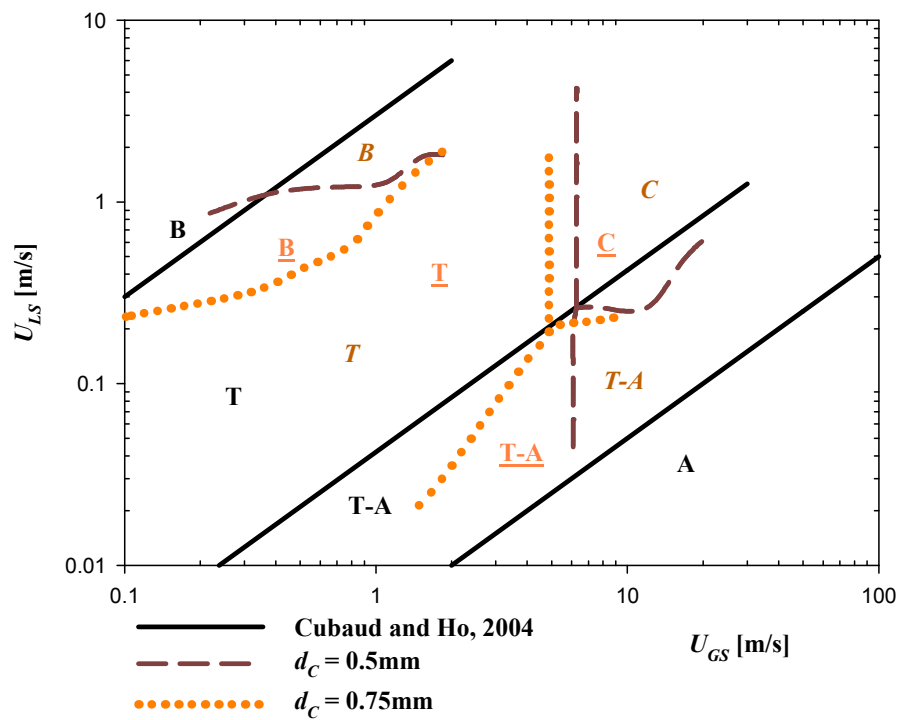 10
B
C
1
B
B
C
T
U_LS [m/s]
T
T-A
0.1
T
T-A
A
T-A
0.01
0.1
1
10
100
Cubaud and Ho, 2004
U_GS [m/s]
d_C = 0.5mm
d_C = 0.75mm